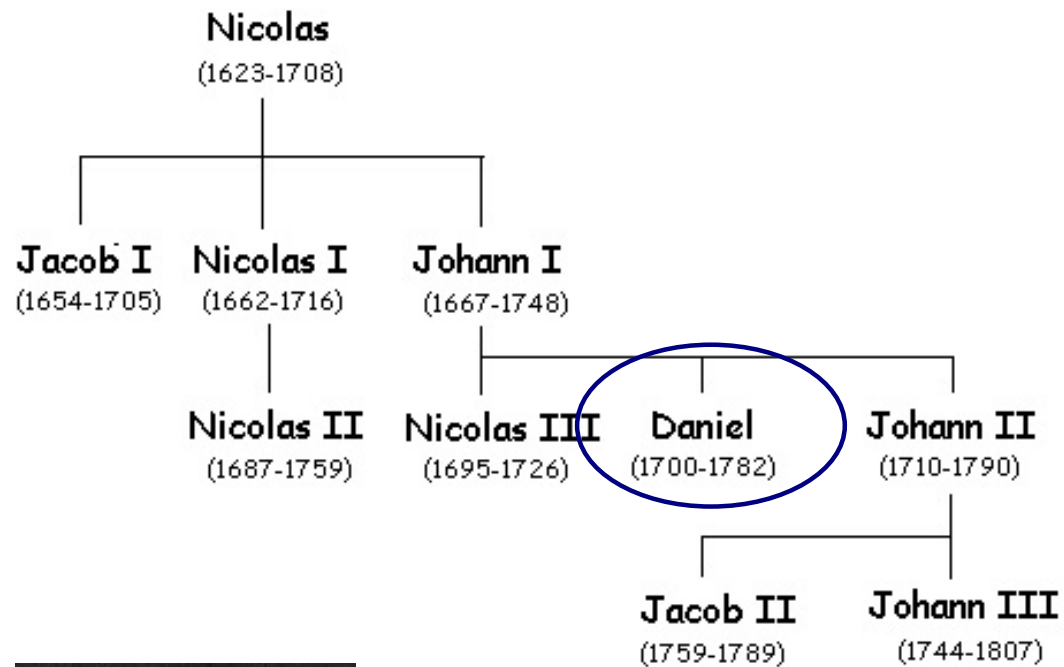 Nicolas
(1623-1708)
Jacob I Nicolas I Johann I
(1654-1705) (1662-1716) (1667-1748)
Nicolas II Nicolas III Daniel Johann II
(1687-1759) (1695-1726) (1700-1782) (1710-1790)
Jacob II Johann III
(1759-1789) (1744-1807)